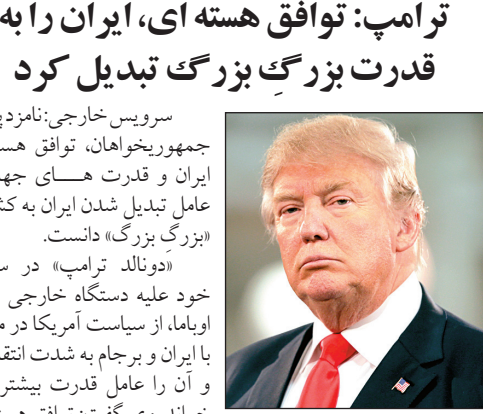 ترامپ: توافق هسته ای، ایران را به
قدرت بزرگِ بزرگ تبدیل کرد
سرویس خارجی: نامزد
جمهوریخواهان، توافق
ایران و قدرت هـــای
عامل تبدیل شدن ایران به
«بزرگِ بزرگ» دانست.
«دونالد ترامپ» در
خود علیه دستگاه خارجی
اوباما، از سیاست آمریکا در
با ایران و برجام به شدت
و آن را عامل قدرت بیشتر